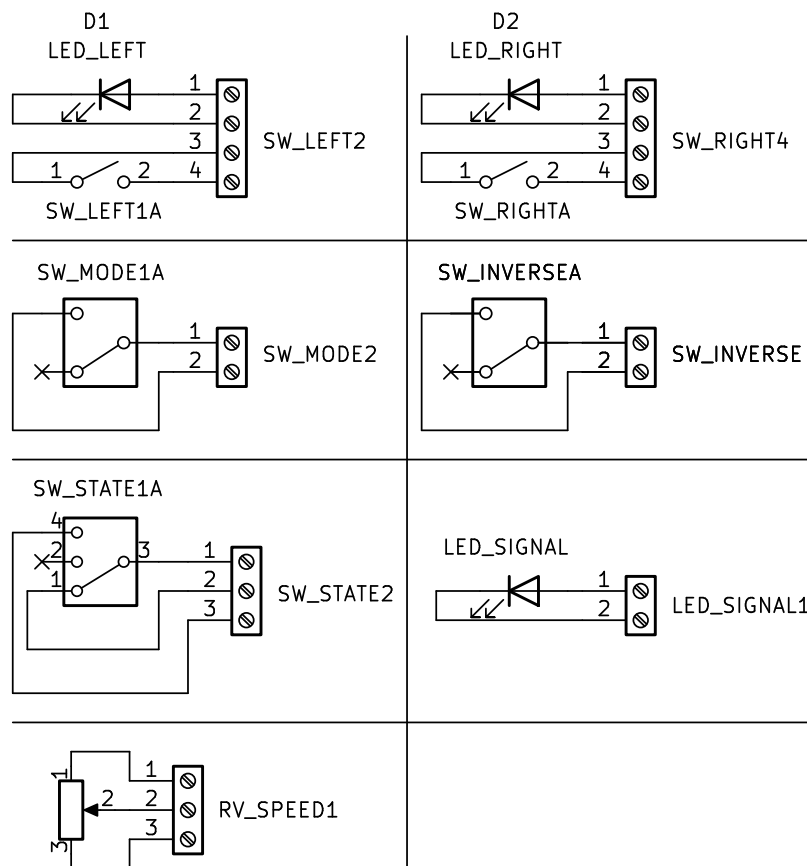 D1
LED_LEFT
1
2
3
4
SW_LEFT2
1 2
SW_LEFT1A
D2
LED_RIGHT
1
2
3
4
SW_RIGHT4
1 2
SW_RIGHTA
SW_MODE1A
1
2
SW_MODE2
SW_INVERSEA
1
2
SW_INVERSE
SW_STATE1A
4
2
1
3
1
2
3
SW_STATE2
LED_SIGNAL
1
2
LED_SIGNAL1
1
2
3
1
2
3
RV_SPEED1